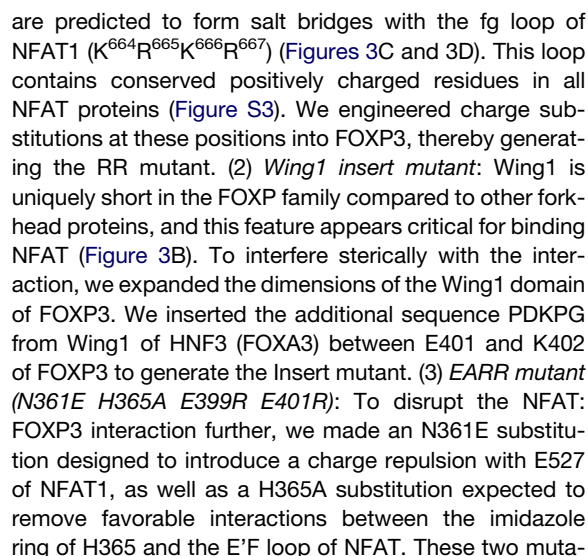 are predicted to form salt bridges with the fg loop of
NFAT1 (K⁶⁶⁴R⁶⁶⁵K⁶⁶⁶R⁶⁶⁷) (Figures 3C and 3D). This loop
contains conserved positively charged residues in all
NFAT proteins (Figure S3). We engineered charge sub-
stitutions at these positions into FOXP3, thereby generat-
ing the RR mutant. (2) Wing1 insert mutant: Wing1 is
uniquely short in the FOXP family compared to other fork-
head proteins, and this feature appears critical for binding
NFAT (Figure 3B). To interfere sterically with the inter-
action, we expanded the dimensions of the Wing1 domain
of FOXP3. We inserted the additional sequence PDKPG
from Wing1 of HNF3 (FOXA3) between E401 and K402
of FOXP3 to generate the Insert mutant. (3) EARR mutant
(N361E H365A E399R E401R): To disrupt the NFAT:
FOXP3 interaction further, we made an N361E substitu-
tion designed to introduce a charge repulsion with E527
of NFAT1, as well as a H365A substitution expected to
remove favorable interactions between the imidazole
ring of H365 and the E'F loop of NFAT. These two muta-